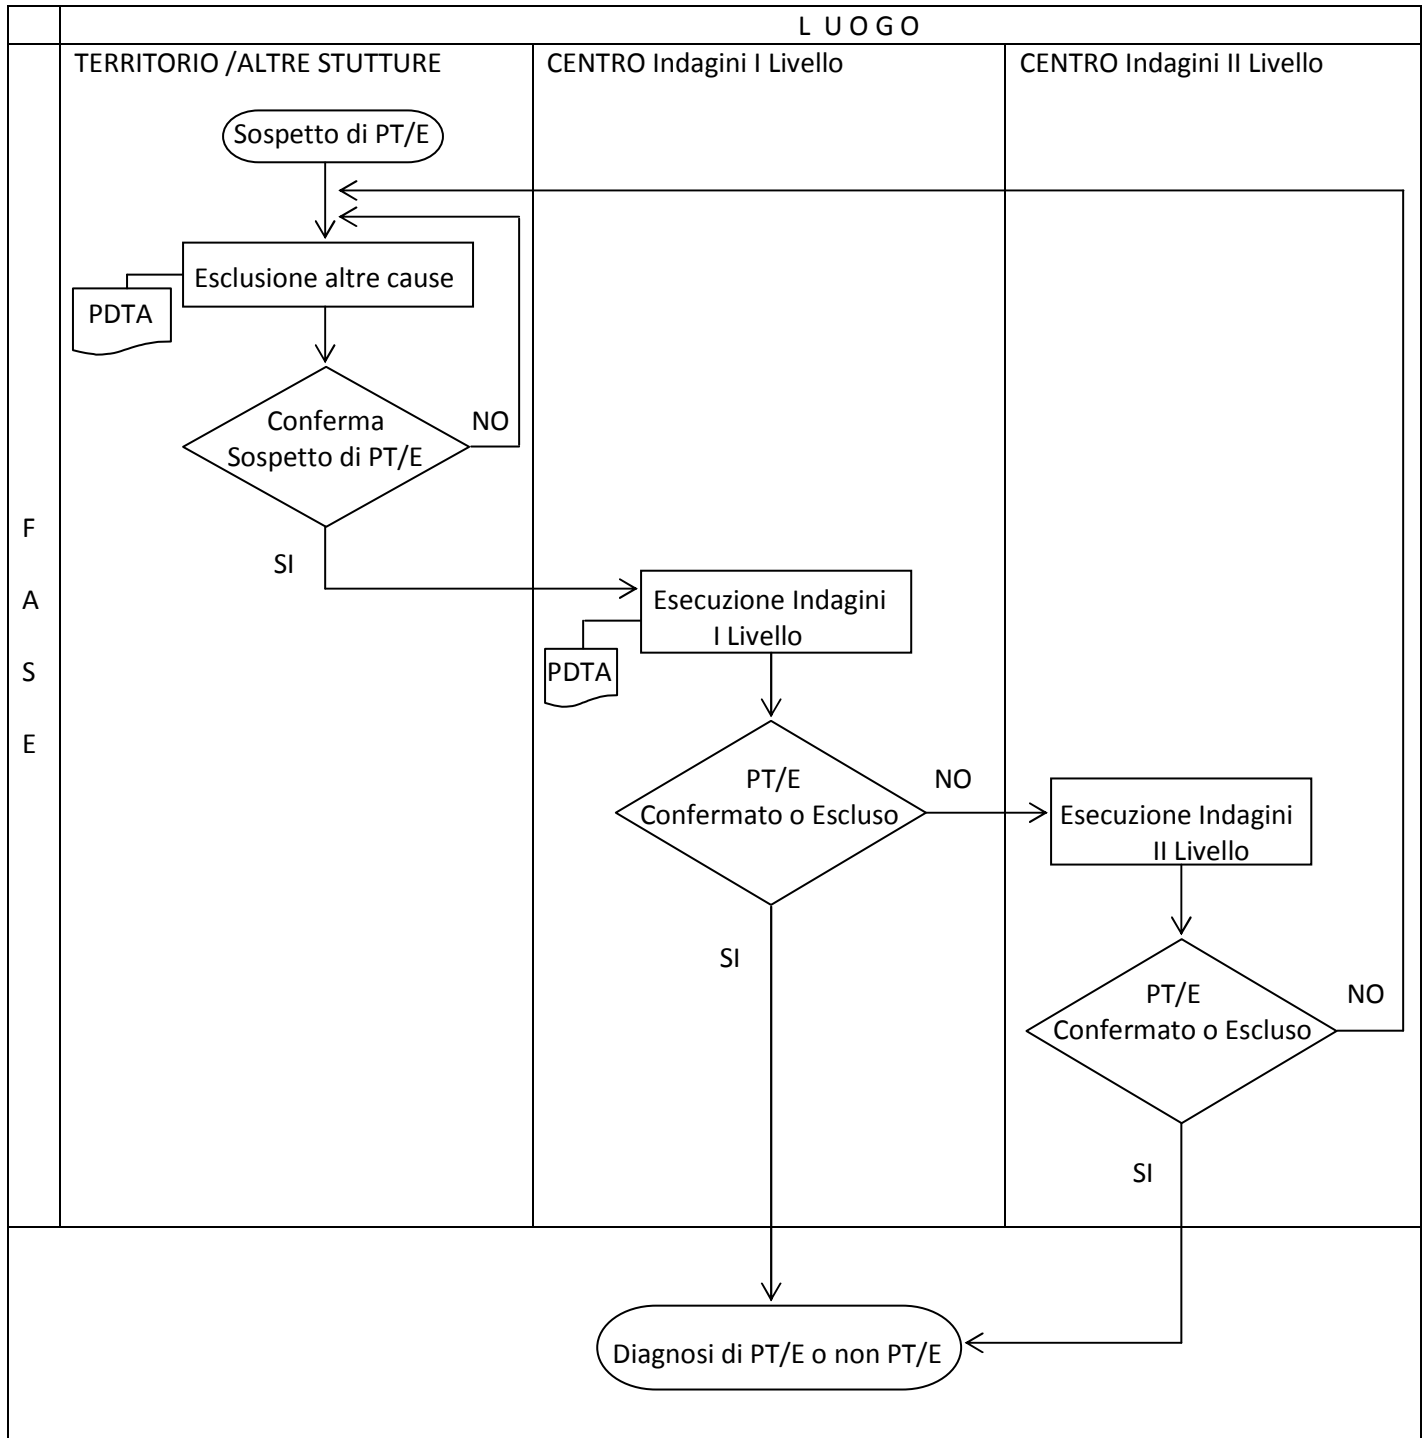 L U O G O
TERRITORIO /ALTRE STUTTURE
CENTRO Indagini I Livello
CENTRO Indagini II Livello
Sospetto di PT/E
Esclusione altre cause
PDTA
Conferma
Sospetto di PT/E
NO
SI
F
A
S
E
Esecuzione Indagini
I Livello
PDTA
PT/E
Confermato o Escluso
NO
SI
Esecuzione Indagini
II Livello
PT/E
Confermato o Escluso
NO
SI
Diagnosi di PT/E o non PT/E